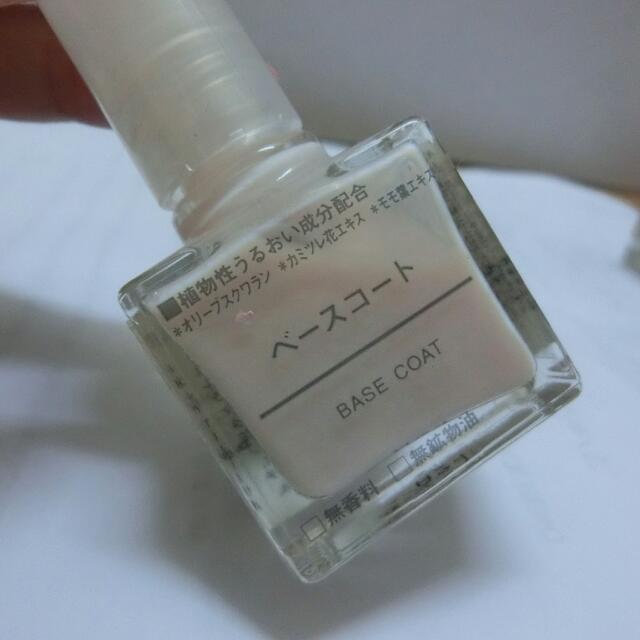 ■植物性うるおい成分配合
*オリーブスクワラン *カミツレ花エキス *モモ葉エキス
ベースコート
BASE COAT
□無香料 □無鉱物油